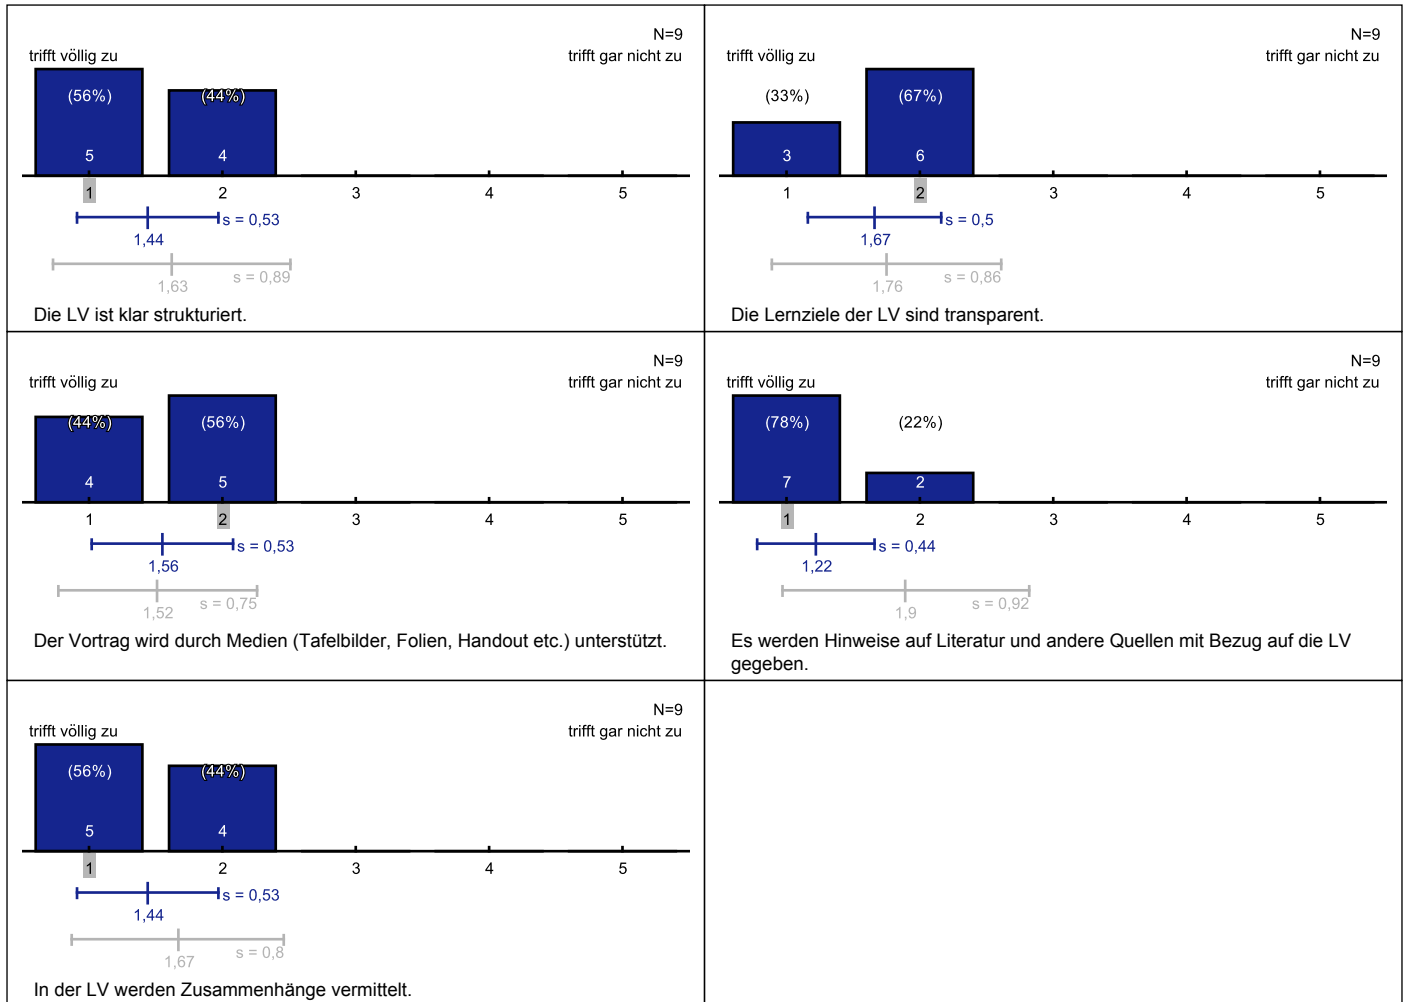 N=9
trifft völlig zu
trifft gar nicht zu
(56%)
(44%)
5
4
1
2
3
4
5
s = 0,53
1,44
s = 0,89
1,63
Die LV ist klar strukturiert.
N=9
trifft völlig zu
trifft gar nicht zu
(33%)
(67%)
3
6
1
2
3
4
5
s = 0,5
1,67
s = 0,86
1,76
Die Lernziele der LV sind transparent.
N=9
trifft völlig zu
trifft gar nicht zu
(44%)
(56%)
4
5
1
2
3
4
5
s = 0,53
1,56
s = 0,75
1,52
Der Vortrag wird durch Medien (Tafelbilder, Folien, Handout etc.) unterstützt.
N=9
trifft völlig zu
trifft gar nicht zu
(78%)
(22%)
7
2
1
2
3
4
5
s = 0,44
1,22
s = 0,92
1,9
Es werden Hinweise auf Literatur und andere Quellen mit Bezug auf die LV
gegeben.
N=9
trifft völlig zu
trifft gar nicht zu
(56%)
(44%)
5
4
1
2
3
4
5
s = 0,53
1,44
s = 0,8
1,67
In der LV werden Zusammenhänge vermittelt.